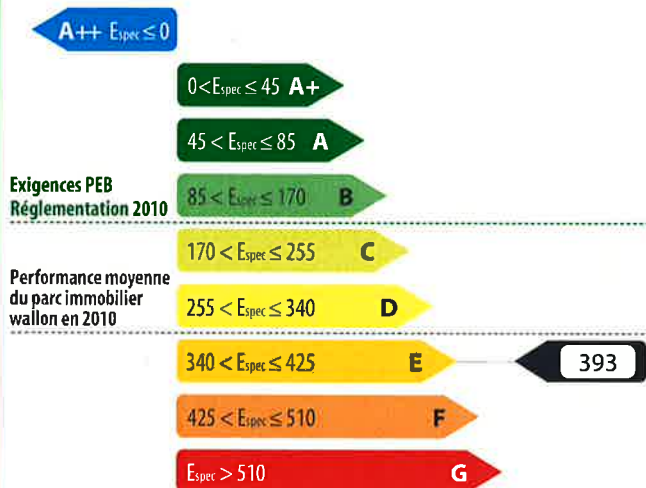 A++ Espec ≤ 0
0<Espec ≤ 45 A+
45 < Espec ≤ 85 A
Exigences PEB
Réglementation 2010
85 < Espec ≤ 170 B
170 < Espec ≤ 255 C
Performance moyenne
du parc immobilier
wallon en 2010
255 < Espec ≤ 340 D
340 < Espec ≤ 425 E
393
425 < Espec ≤ 510 F
Espec > 510 G